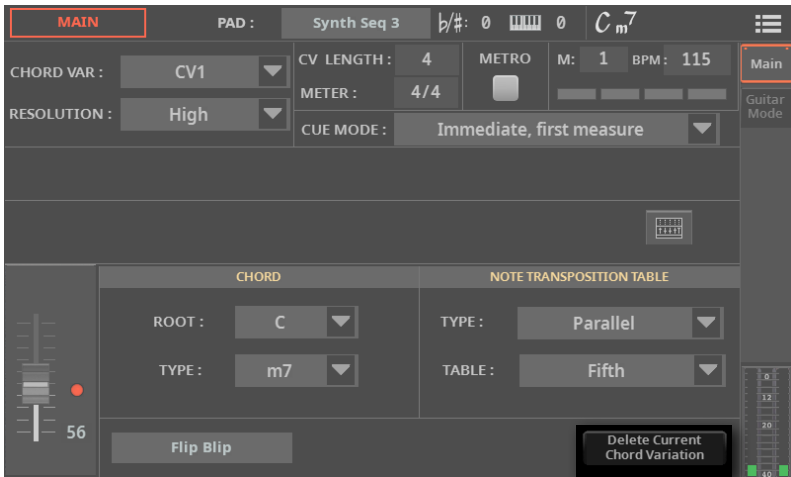 MAIN PAD : Synth Seq 3 ♭/♯: 0 0 Cm7
CHORD VAR : CV1 CV LENGTH : 4 METRO M: 1 BPM: 115 Main
METER : 4/4
RESOLUTION : High Guitar
Mode
CUE MODE : Immediate, first measure
CHORD NOTE TRANSPOSITION TABLE
ROOT : C TYPE : Parallel
TYPE : m7 TABLE : Fifth
0
12
20
40
56
Flip Blip Delete Current
Chord Variation